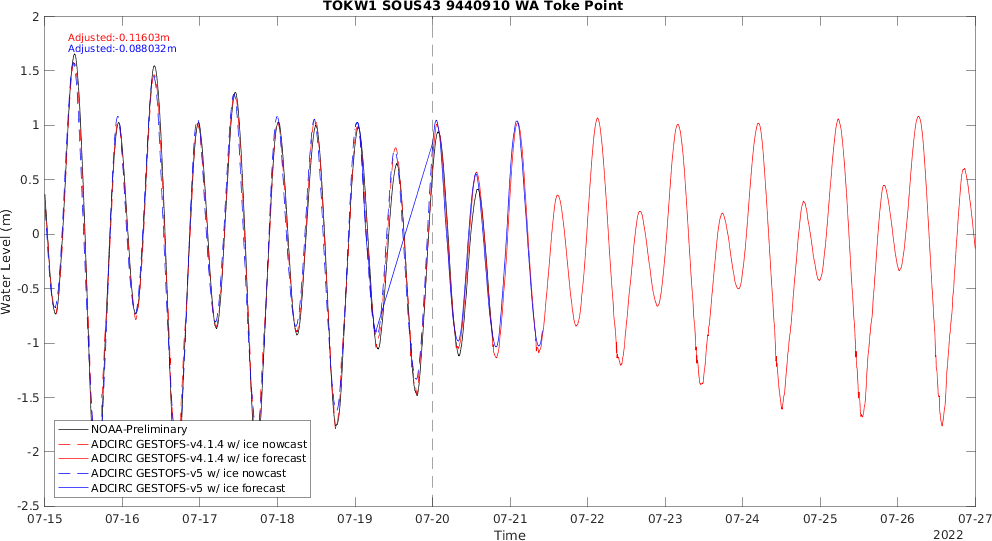 TOKW1 SOUS43 9440910 WA Toke Point
Adjusted:-0.11603m
Adjusted:-0.088032m
Water Level (m)
2
1.5
1
0.5
0
-0.5
-1
-1.5
-2
-2.5
NOAA-Preliminary
ADCIRC GESTOFS-v4.1.4 w/ ice nowcast
ADCIRC GESTOFS-v4.1.4 w/ ice forecast
ADCIRC GESTOFS-v5 w/ ice nowcast
ADCIRC GESTOFS-v5 w/ ice forecast
07-15 07-16 07-17 07-18 07-19 07-20 07-21 07-22 07-23 07-24 07-25 07-26 07-27
Time
2022